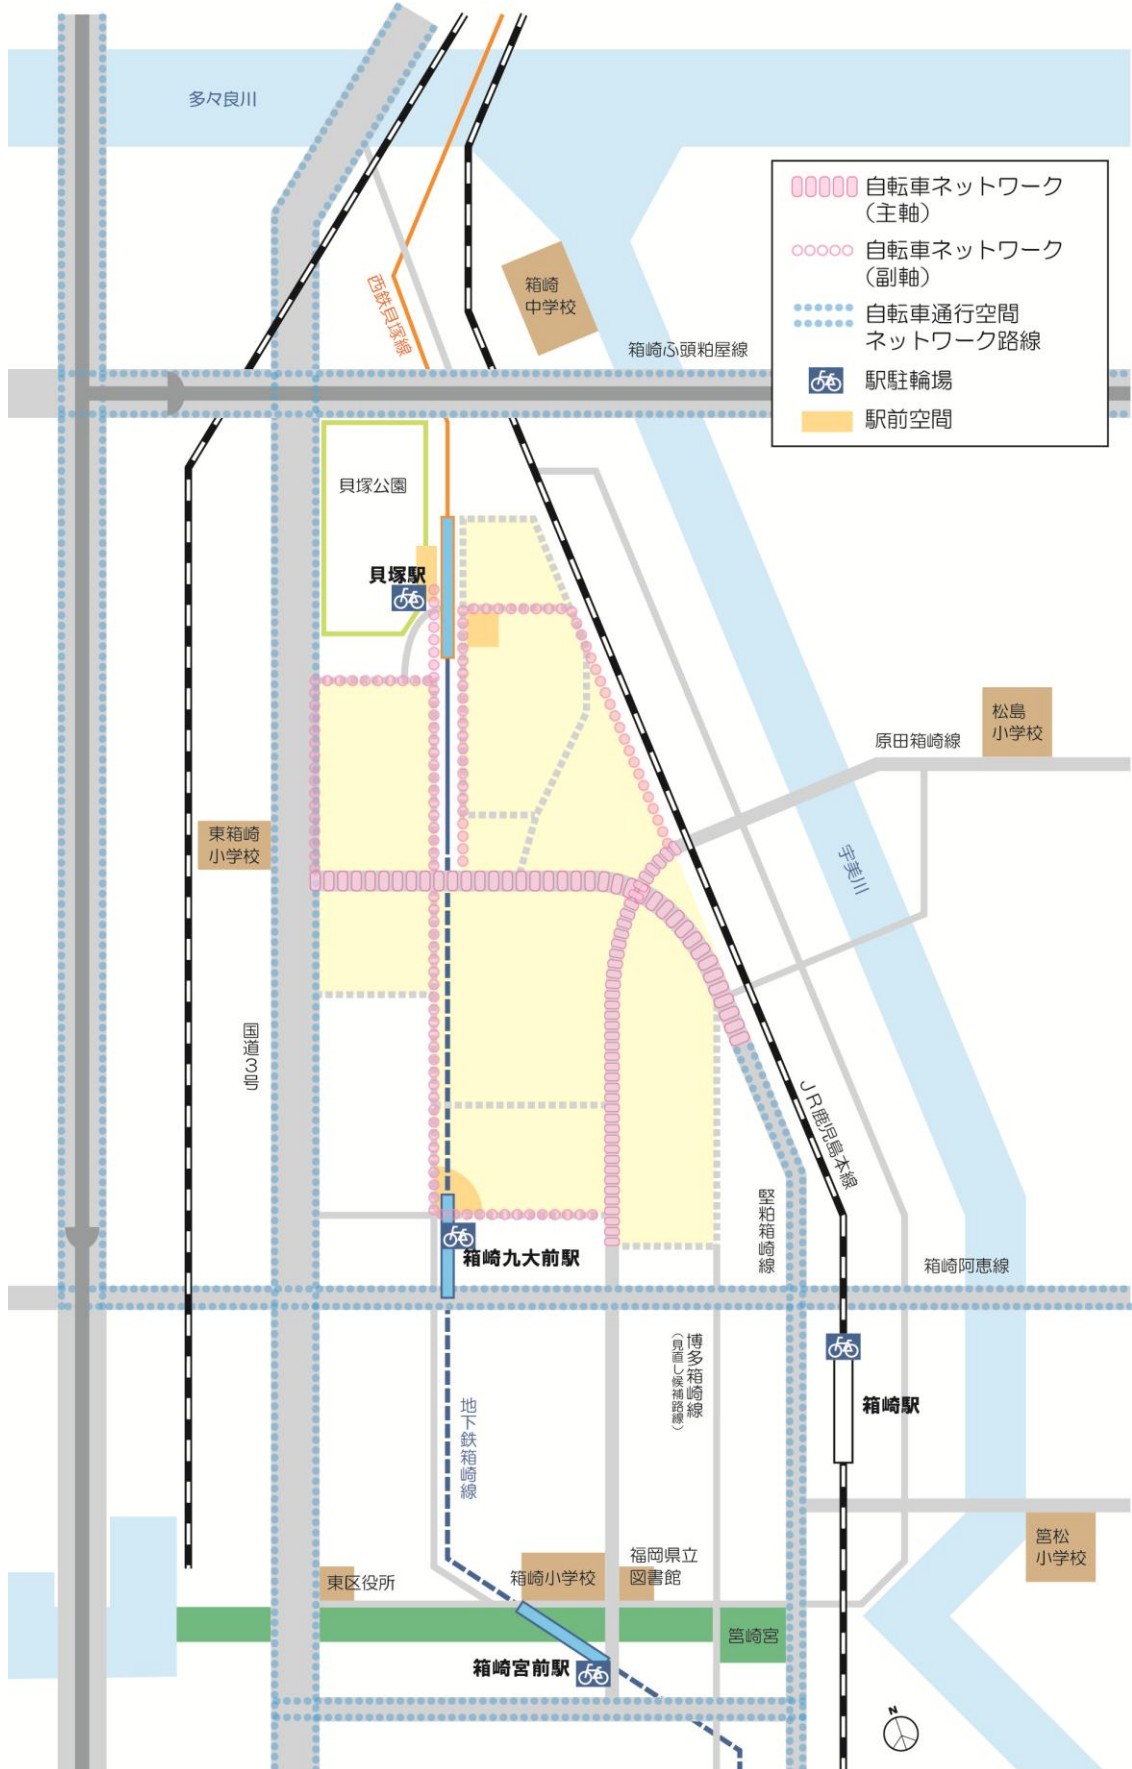 多々良川
自転車ネットワーク
(主軸)
自転車ネットワーク
(副軸)
自転車通行空間
ネットワーク路線
駅駐輪場
駅前空間
西鉄貝塚線
箱崎
中学校
箱崎ふ頭粕屋線
貝塚公園
貝塚駅
松島
小学校
原田箱崎線
東箱崎
小学校
宇美川
国道3号
JR鹿児島本線
堅粕箱崎線
箱崎九大前駅
箱崎阿恵線
博多箱崎線
(見直し候補路線)
箱崎駅
地下鉄箱崎線
筥松
小学校
福岡県立
図書館
箱崎小学校
東区役所
筥崎宮
箱崎宮前駅
N